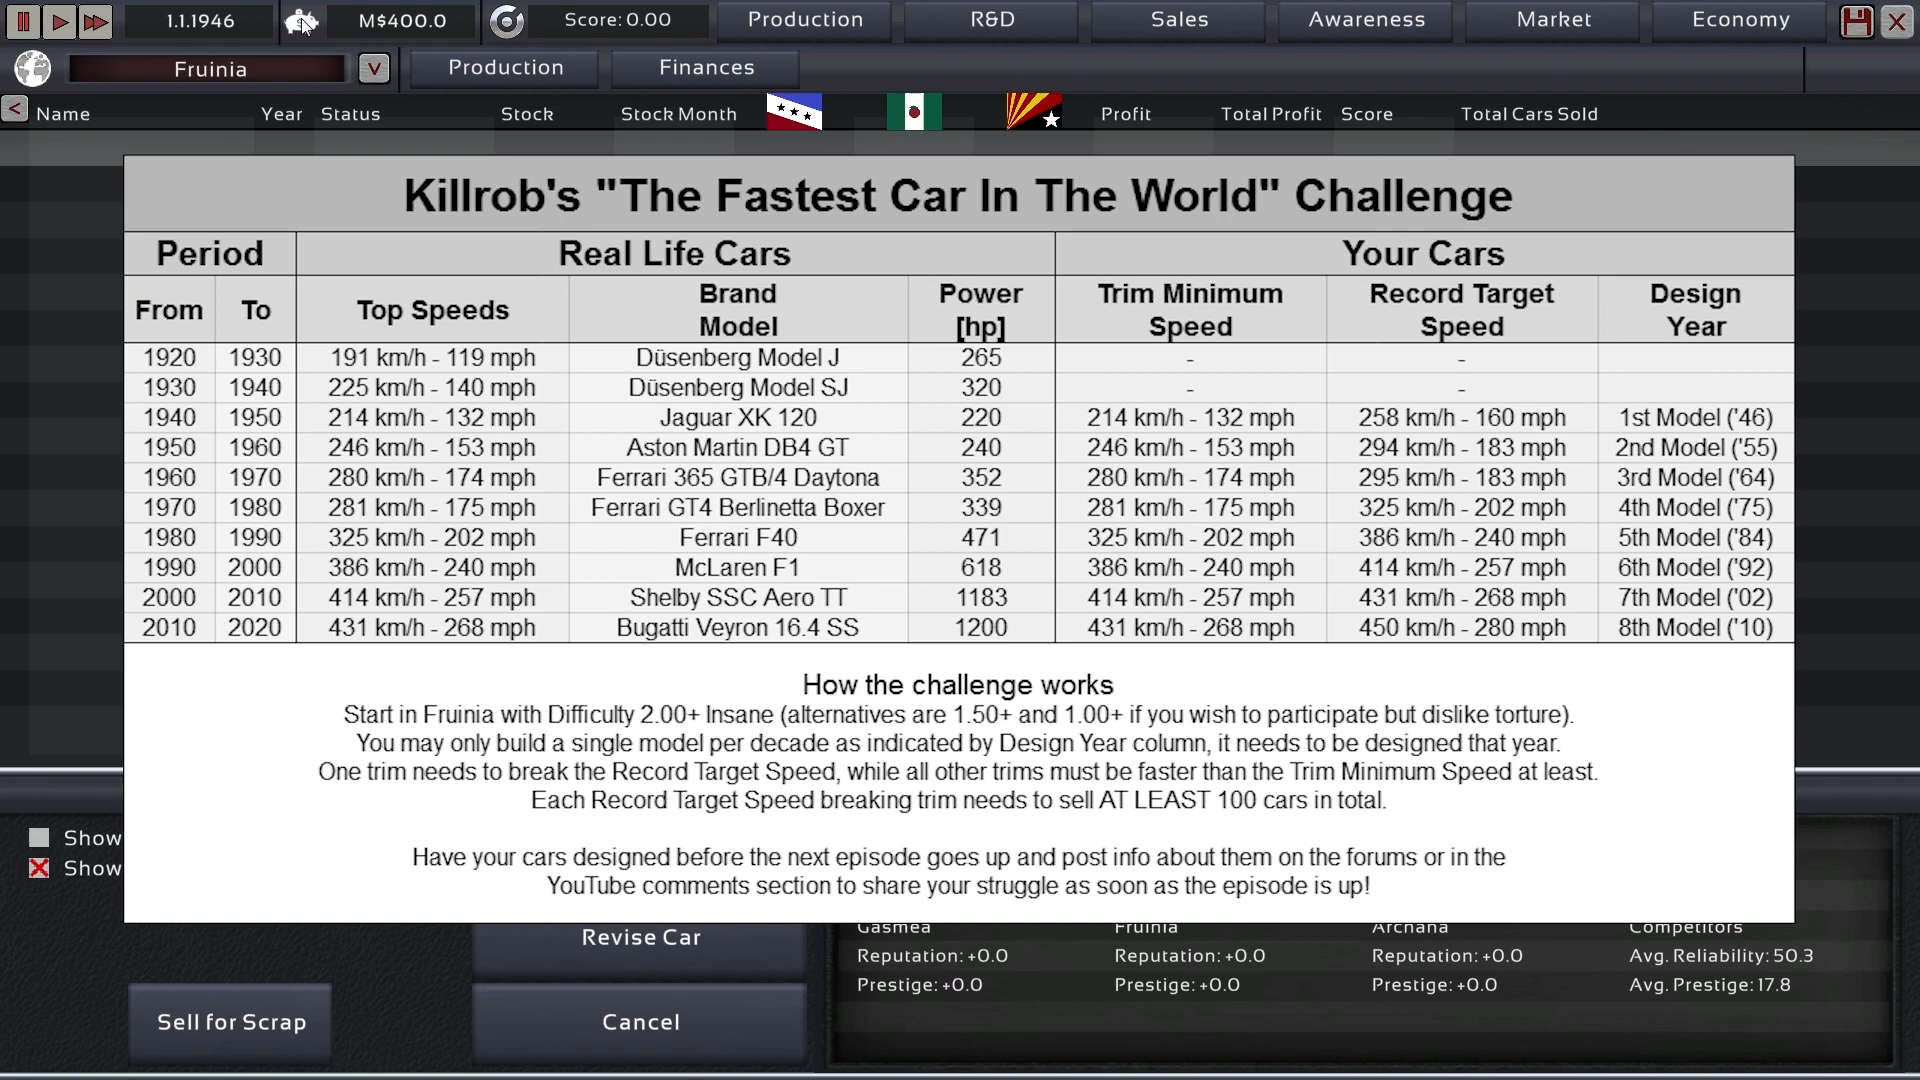 1.1.1946 M$400.0 Score: 0.00 Production R&D Sales Awareness Market Economy
Fruinia V Production Finances
< Name Year Status Stock Stock Month Profit Total Profit Score Total Cars Sold
Killrob's "The Fastest Car In The World" Challenge
Period Real Life Cars Your Cars
From To Top Speeds Brand Model Power [hp] Trim Minimum Speed Record Target Speed Design Year
1920 1930 191 km/h - 119 mph Düsenberg Model J 265 - -
1930 1940 225 km/h - 140 mph Düsenberg Model SJ 320 - -
1940 1950 214 km/h - 132 mph Jaguar XK 120 220 214 km/h - 132 mph 258 km/h - 160 mph 1st Model ('46)
1950 1960 246 km/h - 153 mph Aston Martin DB4 GT 240 246 km/h - 153 mph 294 km/h - 183 mph 2nd Model ('55)
1960 1970 280 km/h - 174 mph Ferrari 365 GTB/4 Daytona 352 280 km/h - 174 mph 295 km/h - 183 mph 3rd Model ('64)
1970 1980 281 km/h - 175 mph Ferrari GT4 Berlinetta Boxer 339 281 km/h - 175 mph 325 km/h - 202 mph 4th Model ('75)
1980 1990 325 km/h - 202 mph Ferrari F40 471 325 km/h - 202 mph 386 km/h - 240 mph 5th Model ('84)
1990 2000 386 km/h - 240 mph McLaren F1 618 386 km/h - 240 mph 414 km/h - 257 mph 6th Model ('92)
2000 2010 414 km/h - 257 mph Shelby SSC Aero TT 1183 414 km/h - 257 mph 431 km/h - 268 mph 7th Model ('02)
2010 2020 431 km/h - 268 mph Bugatti Veyron 16.4 SS 1200 431 km/h - 268 mph 450 km/h - 280 mph 8th Model ('10)
How the challenge works
Start in Fruinia with Difficulty 2.00+ Insane (alternatives are 1.50+ and 1.00+ if you wish to participate but dislike torture).
You may only build a single model per decade as indicated by Design Year column, it needs to be designed that year.
One trim needs to break the Record Target Speed, while all other trims must be faster than the Trim Minimum Speed at least.
Each Record Target Speed breaking trim needs to sell AT LEAST 100 cars in total.
Have your cars designed before the next episode goes up and post info about them on the forums or in the
YouTube comments section to share your struggle as soon as the episode is up!
Show
Show
Revise Car
Sell for Scrap
Cancel
Gasmea Fruinia Archana Competitors
Reputation: +0.0 Reputation: +0.0 Reputation: +0.0 Avg. Reliability: 50.3
Prestige: +0.0 Prestige: +0.0 Prestige: +0.0 Avg. Prestige: 17.8